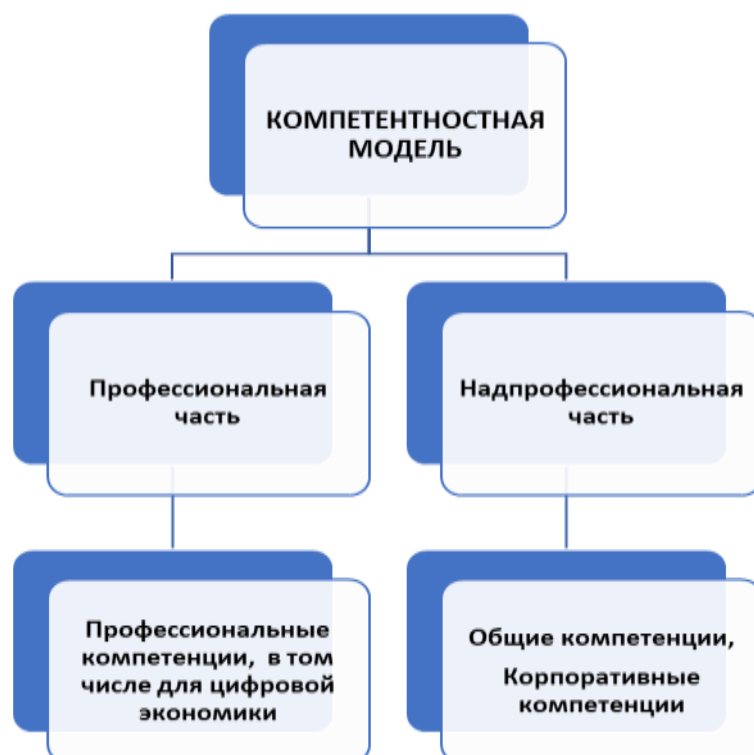 КОМПЕТЕНТНОСТНАЯ
МОДЕЛЬ
Профессиональная
часть
Надпрофессиональная
часть
Профессиональные
компетенции, в том
числе для цифровой
экономики
Общие компетенции,
Корпоративные
компетенции